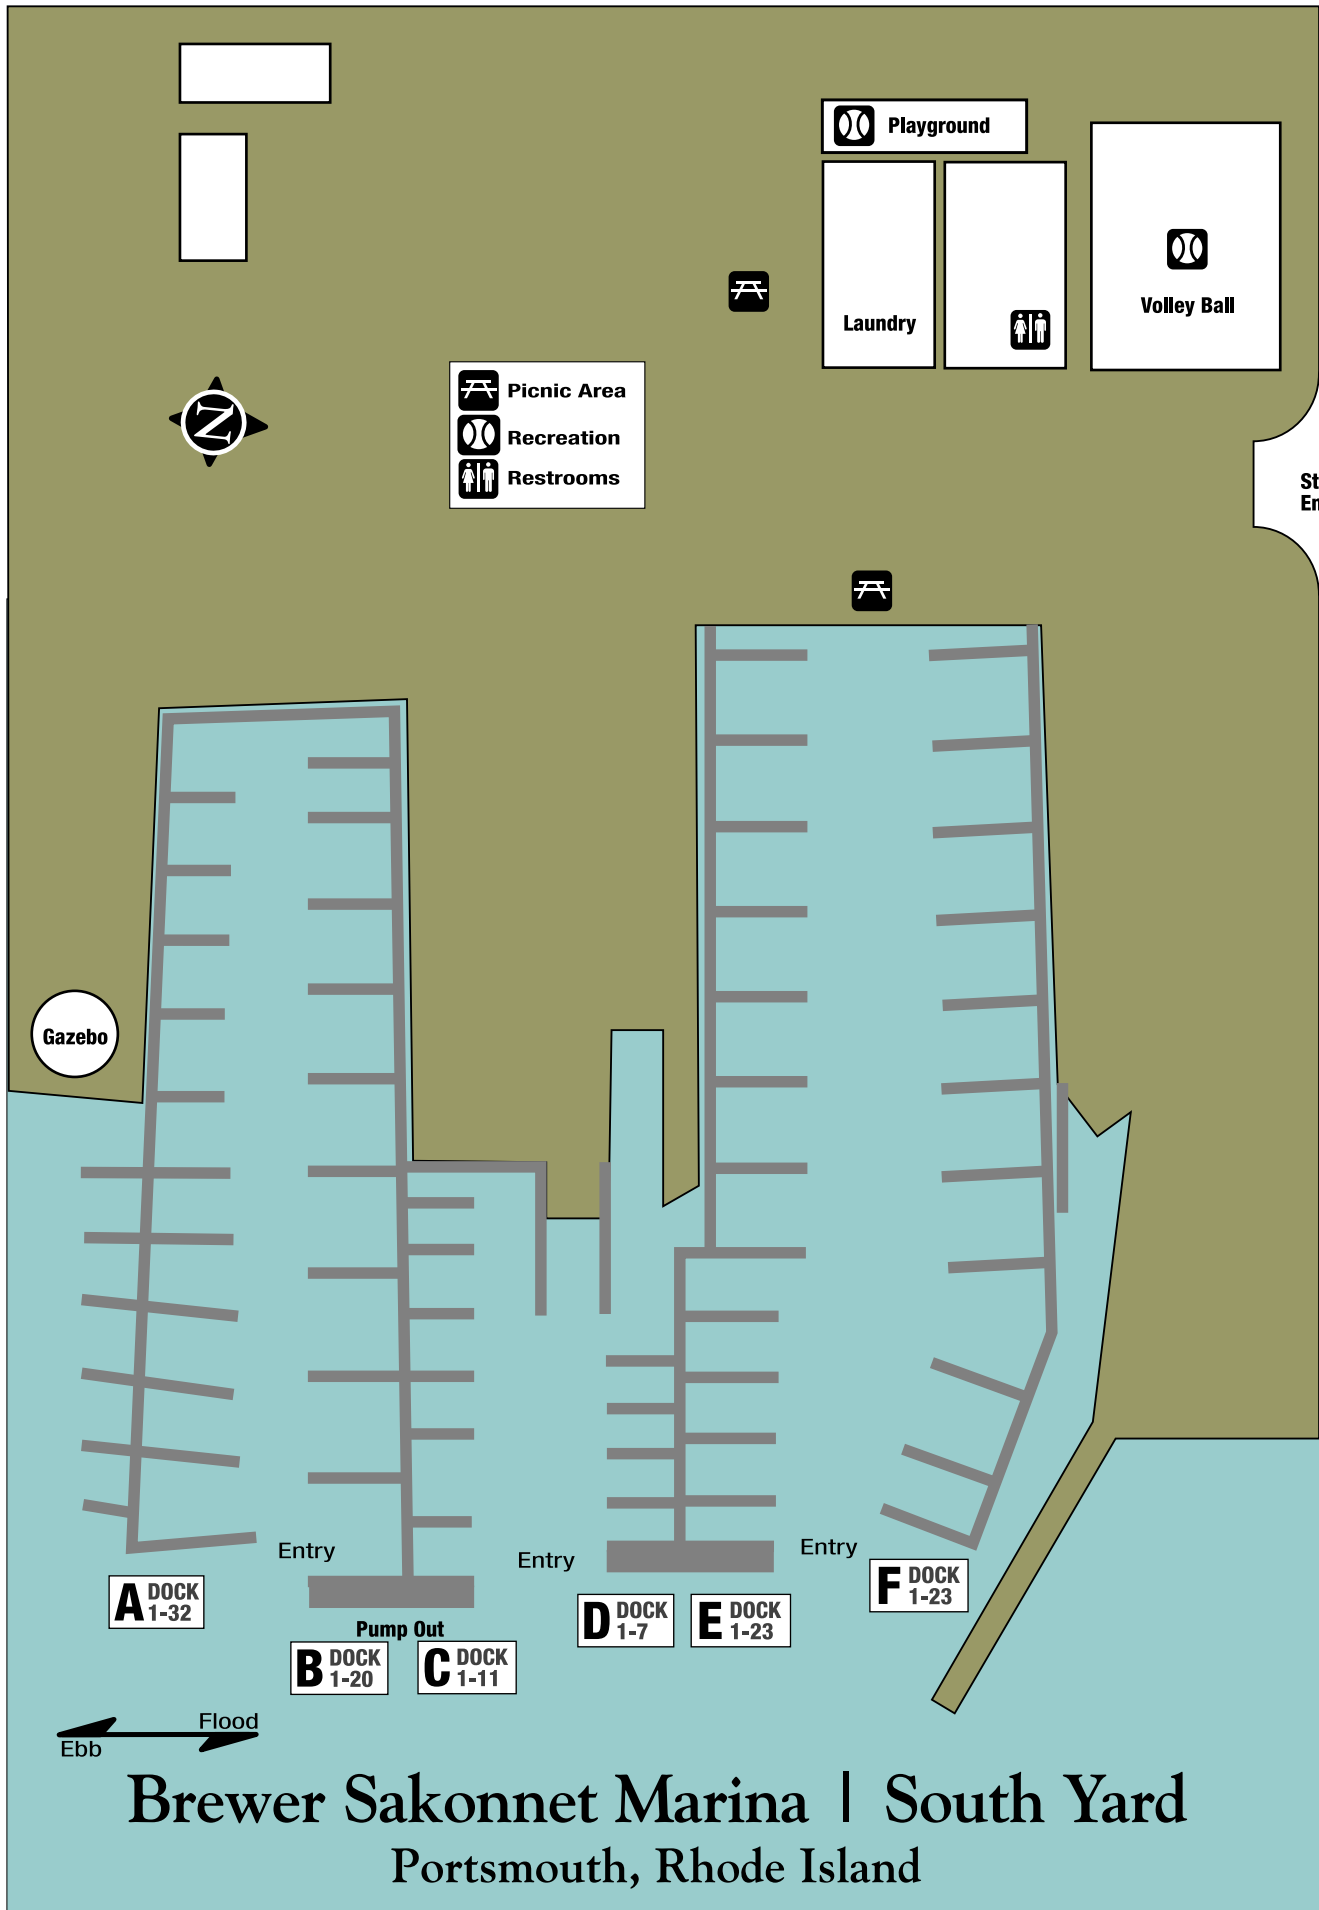 Playground
Volley Ball
Laundry
N
Picnic Area
Recreation
Restrooms
St
En
Gazebo
Entry
Entry
Entry
A DOCK
1-32
Pump Out
B DOCK
1-20
C DOCK
1-11
D DOCK
1-7
E DOCK
1-23
F DOCK
1-23
Flood
Ebb
Brewer Sakonnet Marina | South Yard
Portsmouth, Rhode Island